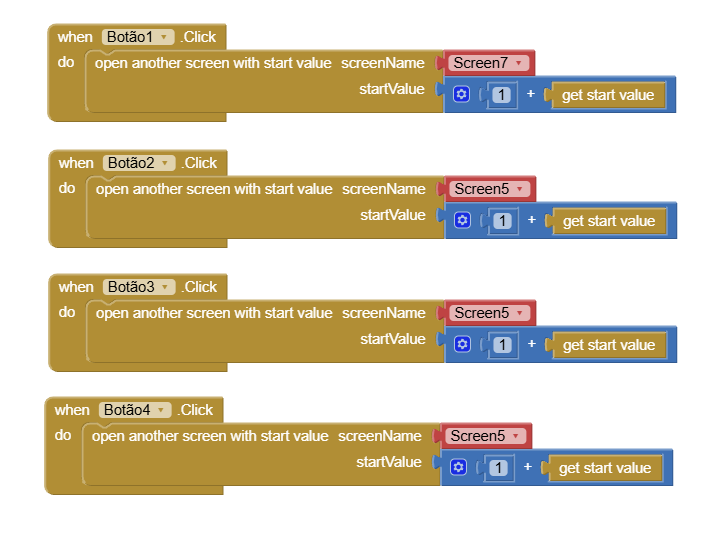 when Botão1 .Click
do open another screen with start value screenName Screen7
startValue 1 + get start value
when Botão2 .Click
do open another screen with start value screenName Screen5
startValue 1 + get start value
when Botão3 .Click
do open another screen with start value screenName Screen5
startValue 1 + get start value
when Botão4 .Click
do open another screen with start value screenName Screen5
startValue 1 + get start value